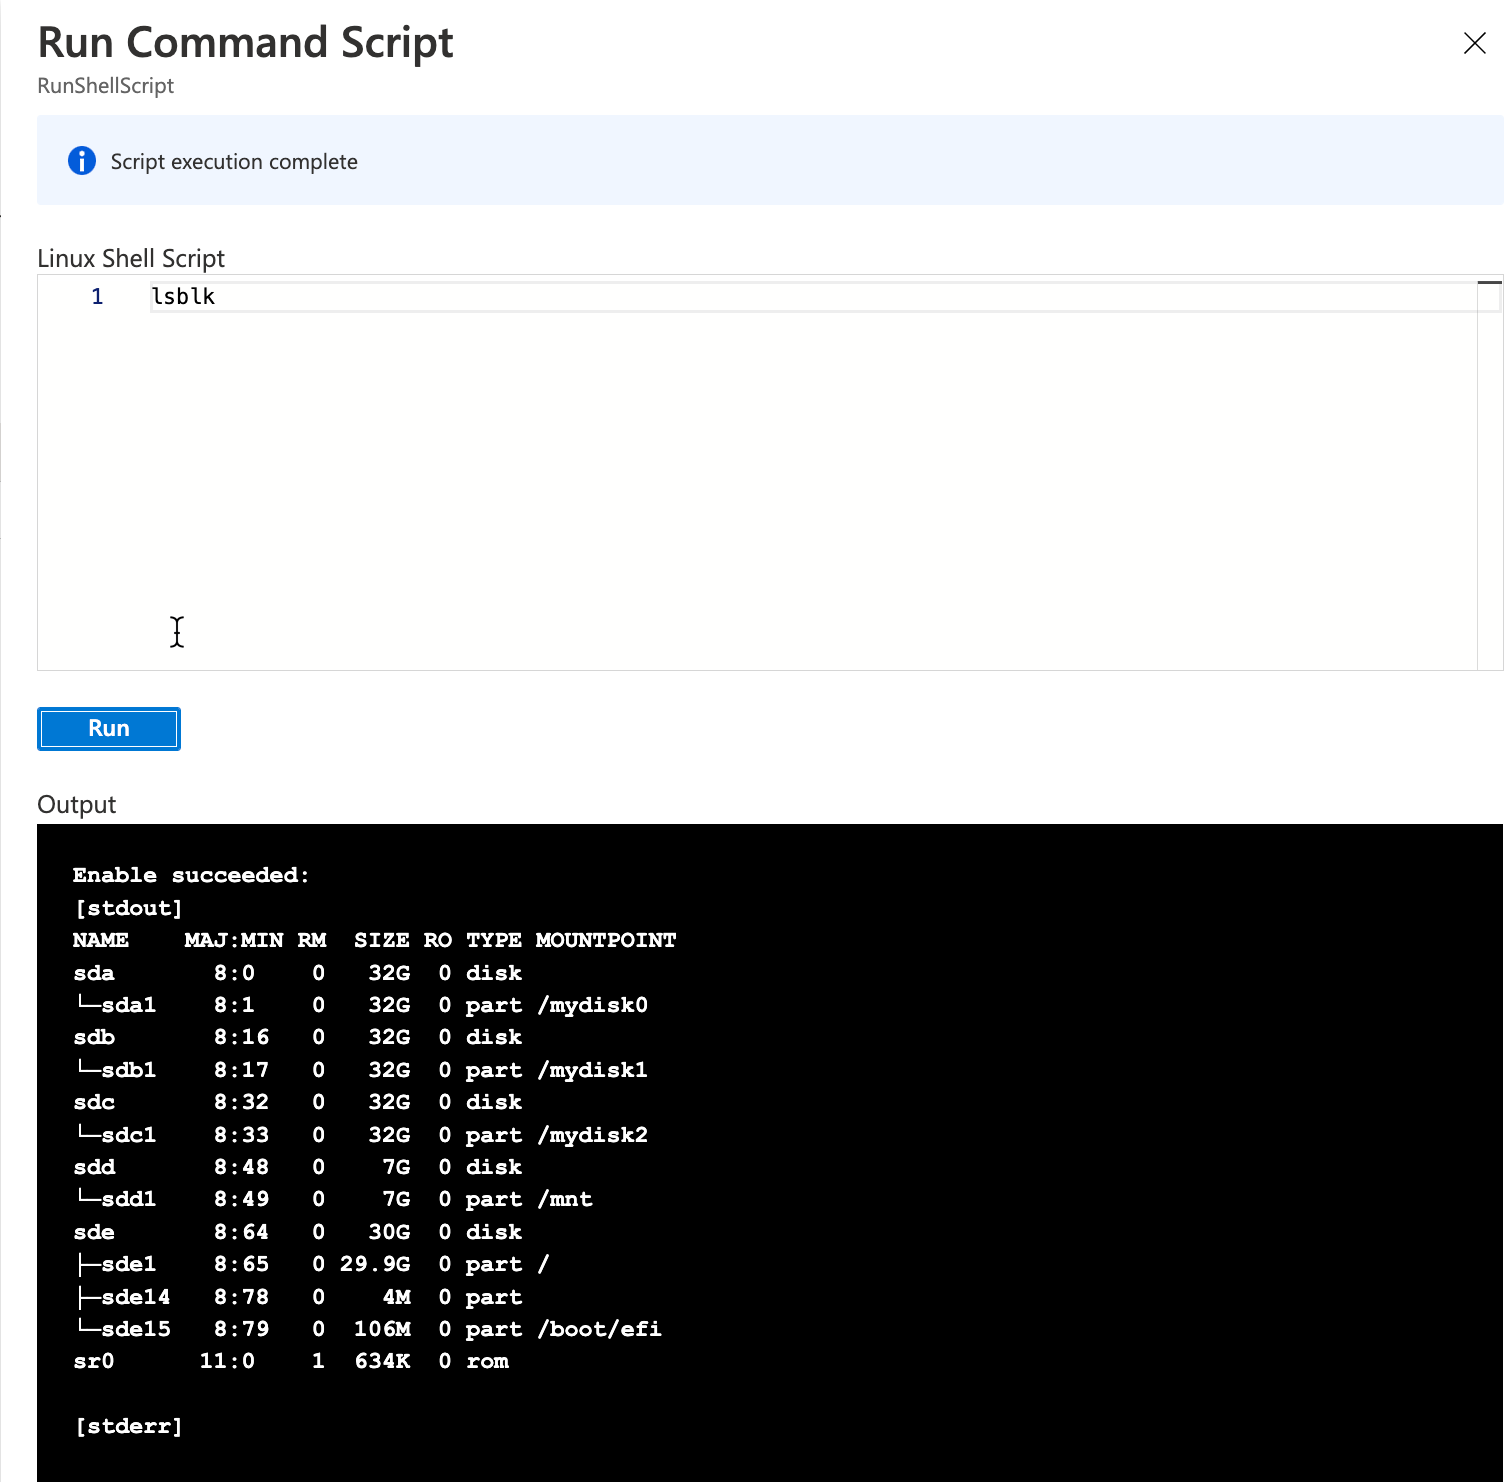 Run Command Script
RunShellScript
Script execution complete
Linux Shell Script
1 lsblk
Run
Output
Enable succeeded:
[stdout]
NAME    MAJ:MIN RM  SIZE RO TYPE MOUNTPOINT
sda       8:0    0   32G  0 disk
└─sda1    8:1    0   32G  0 part /mydisk0
sdb       8:16   0   32G  0 disk
└─sdb1    8:17   0   32G  0 part /mydisk1
sdc       8:32   0   32G  0 disk
└─sdc1    8:33   0   32G  0 part /mydisk2
sdd       8:48   0    7G  0 disk
└─sdd1    8:49   0    7G  0 part /mnt
sde       8:64   0   30G  0 disk
├─sde1    8:65   0 29.9G  0 part /
├─sde14   8:78   0    4M  0 part
└─sde15   8:79   0  106M  0 part /boot/efi
sr0      11:0    1  634K  0 rom
[stderr]